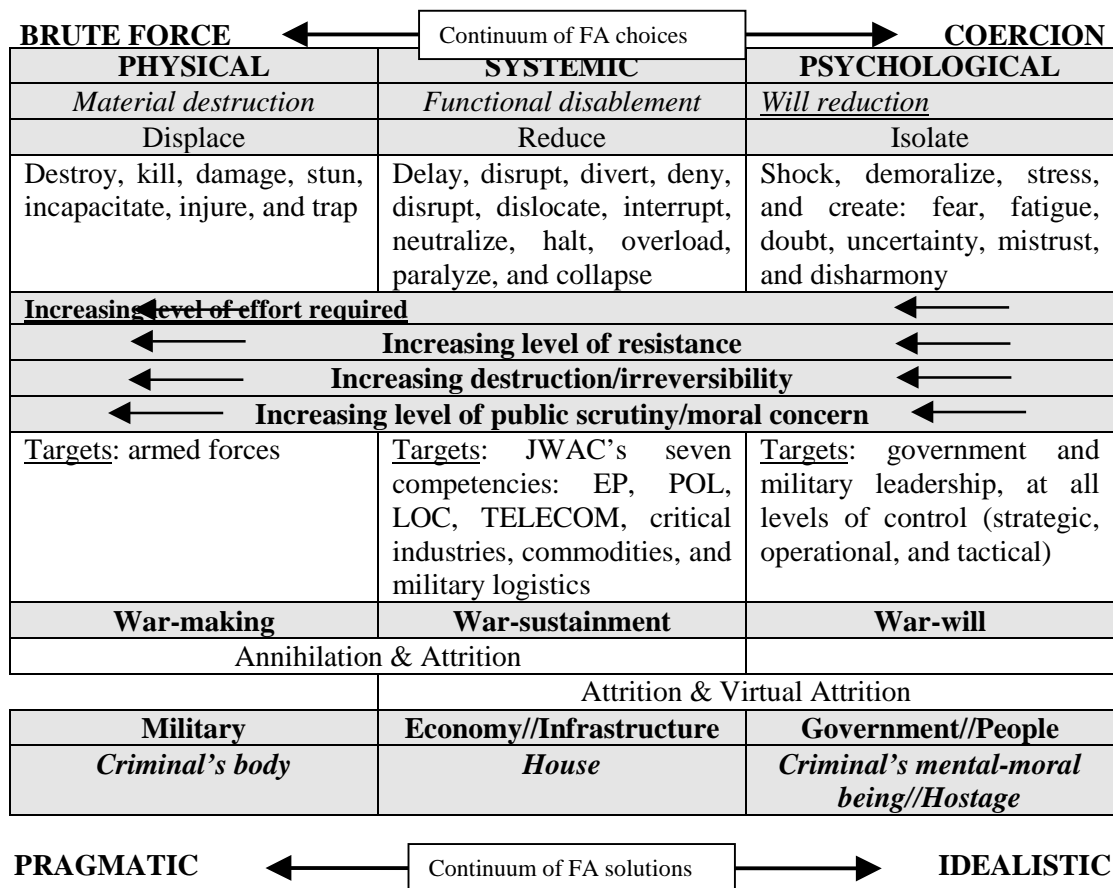 BRUTE FORCE Continuum of FA choices COERCION
PHYSICAL SYSTEMIC PSYCHOLOGICAL
Material destruction Functional disablement Will reduction
Displace Reduce Isolate
Destroy, kill, damage, stun,
incapacitate, injure, and trap
Delay, disrupt, divert, deny,
disrupt, dislocate, interrupt,
neutralize, halt, overload,
paralyze, and collapse
Shock, demoralize, stress,
and create: fear, fatigue,
doubt, uncertainty, mistrust,
and disharmony
Increasing level of effort required
Increasing level of resistance
Increasing destruction/irreversibility
Increasing level of public scrutiny/moral concern
Targets: armed forces
Targets: JWAC’s seven
competencies: EP, POL,
LOC, TELECOM, critical
industries, commodities, and
military logistics
Targets: government and
military leadership, at all
levels of control (strategic,
operational, and tactical)
War-making War-sustainment War-will
Annihilation & Attrition
Attrition & Virtual Attrition
Military Economy//Infrastructure Government//People
Criminal’s body House Criminal’s mental-moral
being//Hostage
PRAGMATIC Continuum of FA solutions IDEALISTIC